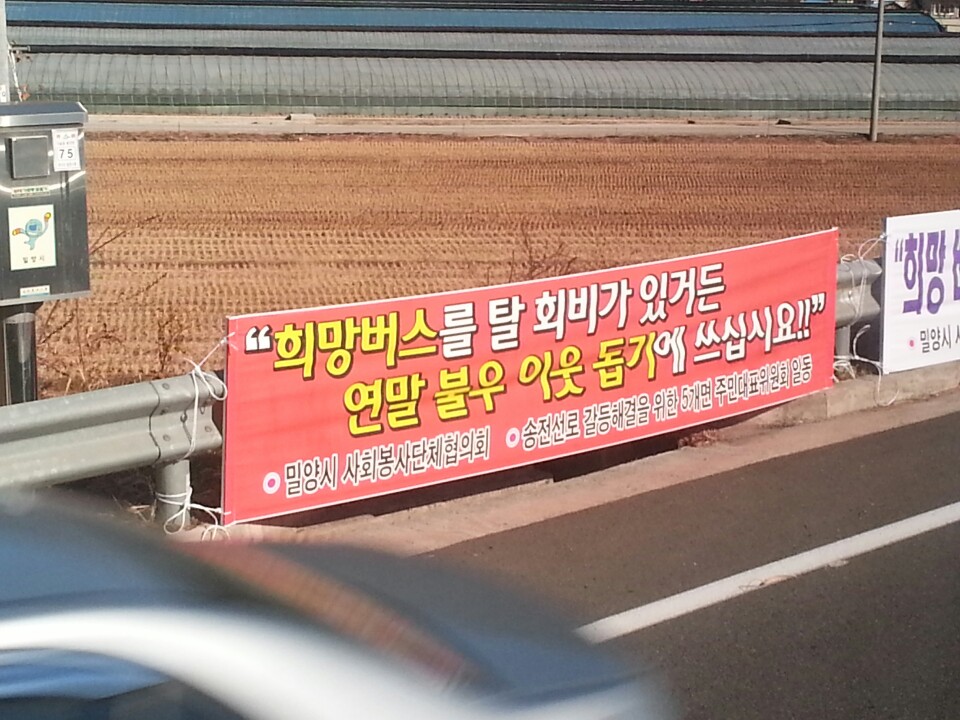 75
밀양시
“희망버스를 탈 회비가 있거든
연말 불우 이웃 돕기에 쓰십시요!!”
밀양시 사회봉사단체협의회 송전선로 갈등해결을 위한 5개면 주민대표위원회 일동
“희망
밀양시